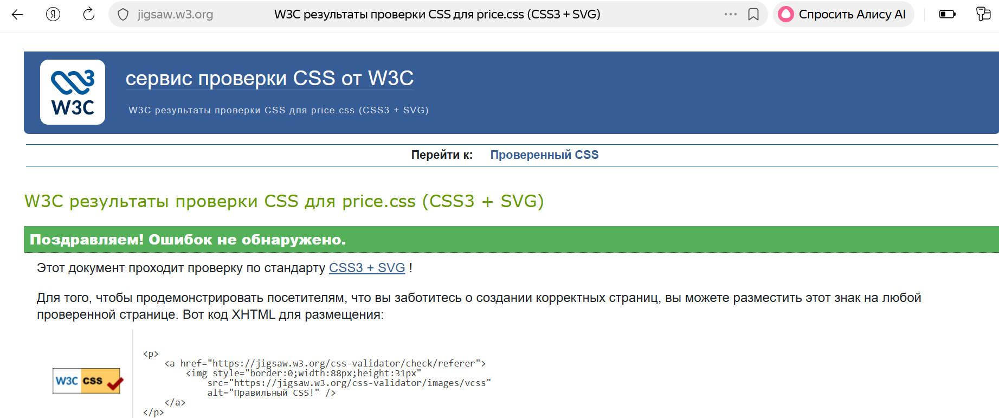 jigsaw.w3.org
W3C результаты проверки CSS для price.css (CSS3 + SVG)
Спросить Алису AI
W3C
сервис проверки CSS от W3C
W3C результаты проверки CSS для price.css (CSS3 + SVG)
Перейти к: Проверенный CSS
W3C результаты проверки CSS для price.css (CSS3 + SVG)
Поздравляем! Ошибок не обнаружено.
Этот документ проходит проверку по стандарту CSS3 + SVG !
Для того, чтобы продемонстрировать посетителям, что вы заботитесь о создании корректных страниц, вы можете разместить этот знак на любой
проверенной странице. Вот код XHTML для размещения:
W3C CSS
<p>
    <a href="https://jigsaw.w3.org/css-validator/check/referer">
        <img style="border:0;width:88px;height:31px"
            src="https://jigsaw.w3.org/css-validator/images/vcss"
            alt="Правильный CSS!" />
    </a>
</p>